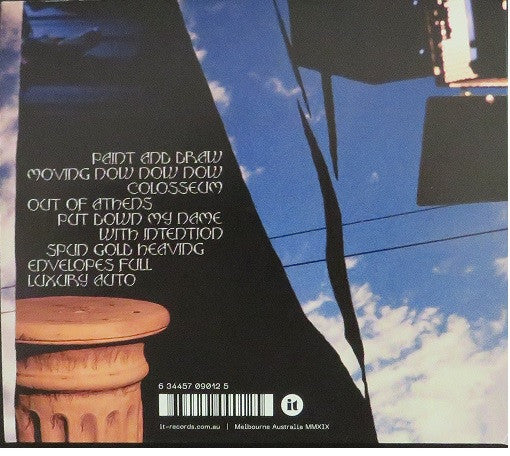 PAINT AND DRAW
MOVING NOW NOW NOW
COLOSSEUM
OUT OF ATHENS
PUT DOWN MY NAME
WITH INTENTION
SPUN GOLD HEAVING
ENVELOPES FULL
LUXURY AUTO
6 34457 09012 5
it
it-records.com.au | Melbourne Australia MMXIX